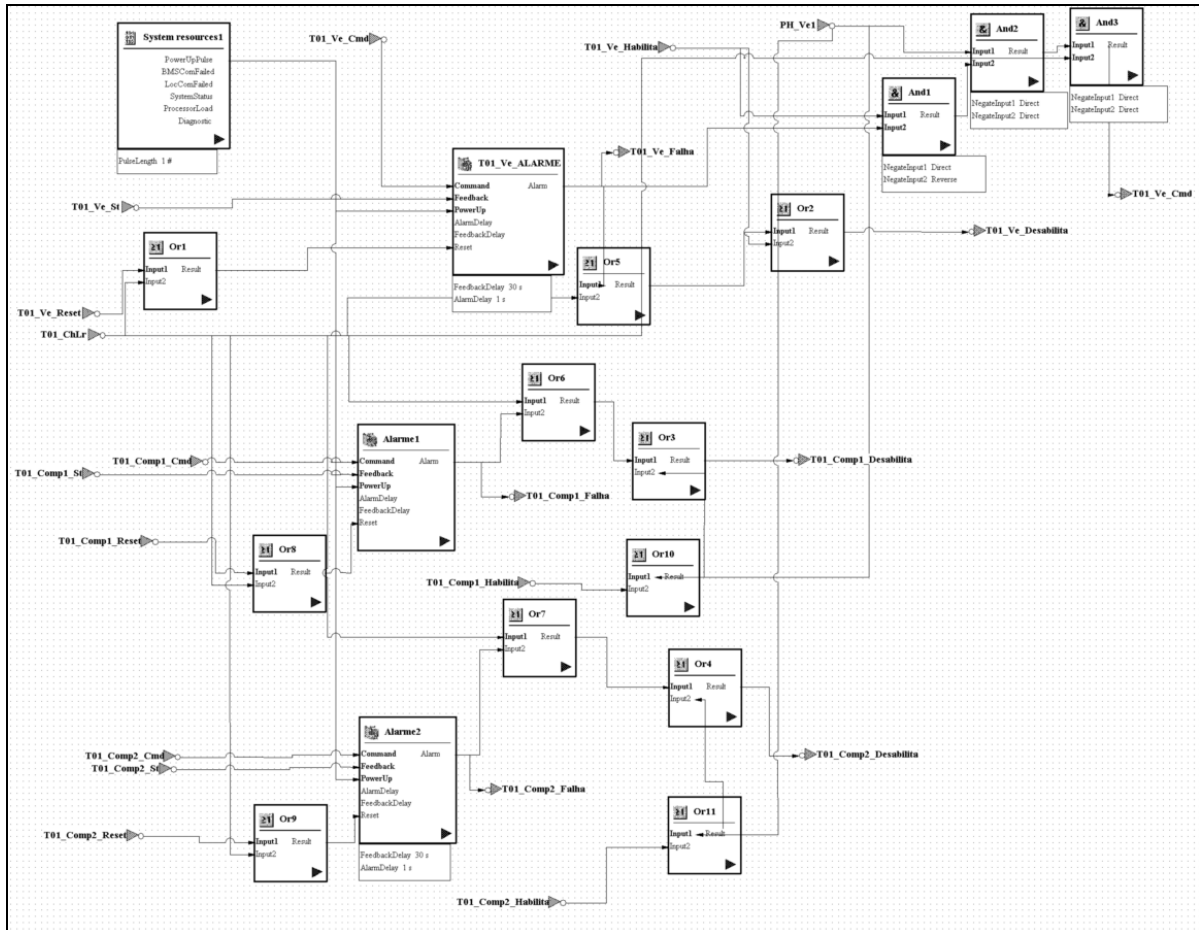 System resources1
PowerUpPulse
BMSComFailed
LocComFailed
SystemStatus
ProcessorLoad
Diagnostic
PulseLength 1 #
T01_Ve_Cmd
T01_Ve_Habilita
PH_Ve1
And2
Input1 Result
Input2
NegateInput1 Direct
NegateInput2 Direct
And3
Input1 Result
Input2
NegateInput1 Direct
NegateInput2 Direct
And1
Input1 Result
Input2
NegateInput1 Direct
NegateInput2 Reverse
T01_Ve_Cmd
T01_Ve_Falha
T01_Ve_ALARME
Command Alarm
Feedback
PowerUp
AlarmDelay
FeedbackDelay
Reset
FeedbackDelay 30 s
AlarmDelay 1 s
T01_Ve_St
Or1
Input1 Result
Input2
T01_Ve_Reset
T01_ChLr
Or2
Input1 Result
Input2
T01_Ve_Desabilita
Or5
Input1 Result
Input2
Or6
Input1 Result
Input2
Or3
Input1 Result
Input2
T01_Comp1_Desabilita
Alarme1
Command Alarm
Feedback
PowerUp
AlarmDelay
FeedbackDelay
Reset
T01_Comp1_Cmd
T01_Comp1_St
T01_Comp1_Falha
T01_Comp1_Reset
Or8
Input1 Result
Input2
T01_Comp1_Habilita
Or10
Input1 Result
Input2
Or7
Input1 Result
Input2
Or4
Input1 Result
Input2
T01_Comp2_Desabilita
Alarme2
Command Alarm
Feedback
PowerUp
AlarmDelay
FeedbackDelay
Reset
FeedbackDelay 30 s
AlarmDelay 1 s
T01_Comp2_Cmd
T01_Comp2_St
T01_Comp2_Falha
T01_Comp2_Reset
Or9
Input1 Result
Input2
Or11
Input1 Result
Input2
T01_Comp2_Habilita